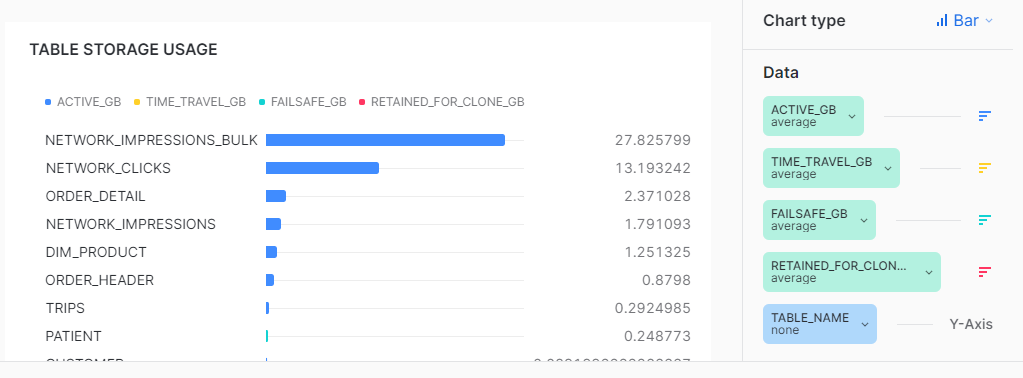 TABLE STORAGE USAGE
ACTIVE_GB TIME_TRAVEL_GB FAILSAFE_GB RETAINED_FOR_CLONE_GB
NETWORK_IMPRESSIONS_BULK 27.825799
NETWORK_CLICKS 13.193242
ORDER_DETAIL 2.371028
NETWORK_IMPRESSIONS 1.791093
DIM_PRODUCT 1.251325
ORDER_HEADER 0.8798
TRIPS 0.2924985
PATIENT 0.248773
CUSTOMER
Chart type
Bar
Data
ACTIVE_GB
average
TIME_TRAVEL_GB
average
FAILSAFE_GB
average
RETAINED_FOR_CLON...
average
TABLE_NAME
none
Y-Axis